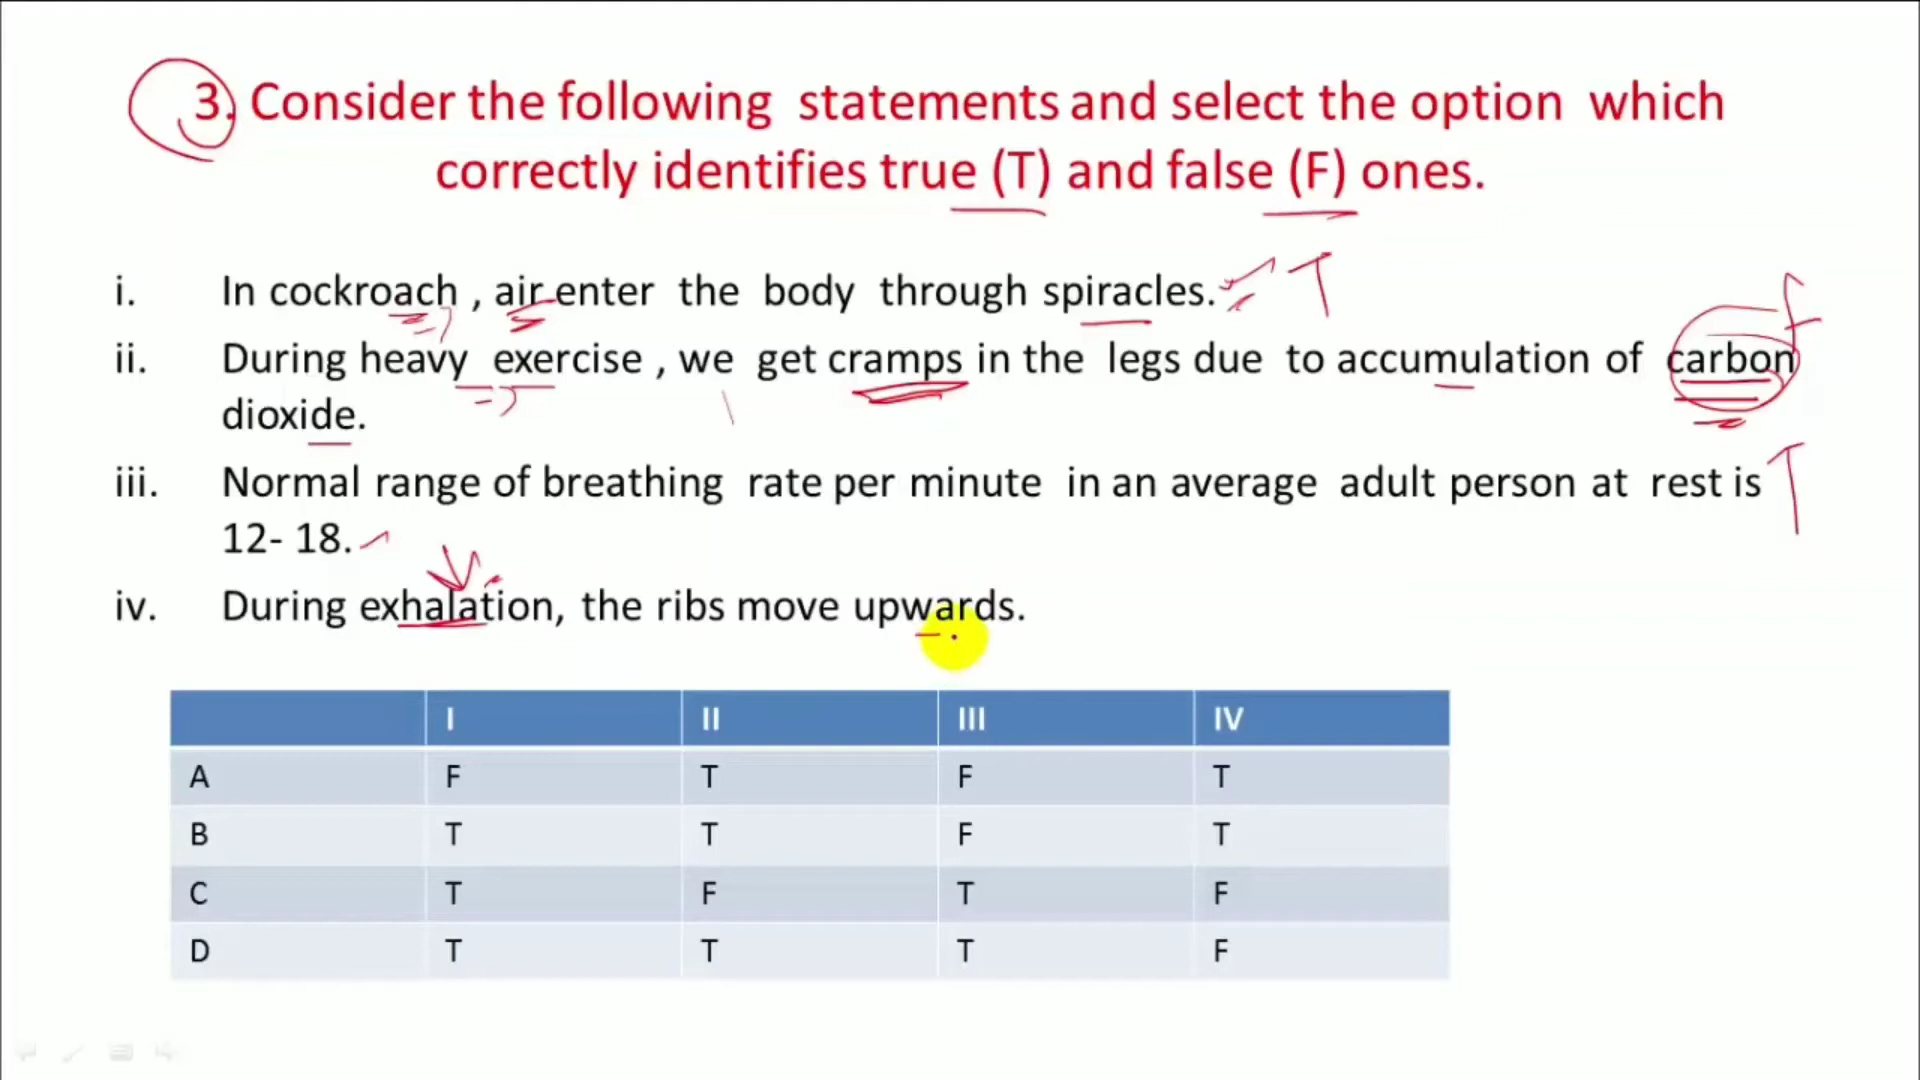 3. Consider the following statements and select the option which
correctly identifies true (T) and false (F) ones.
i. In cockroach , air enter the body through spiracles. T
ii. During heavy exercise , we get cramps in the legs due to accumulation of carbon f
dioxide.
iii. Normal range of breathing rate per minute in an average adult person at rest is T
12- 18.
iv. During exhalation, the ribs move upwards.
I II III IV
A F T F T
B T T F T
C T F T F
D T T T F